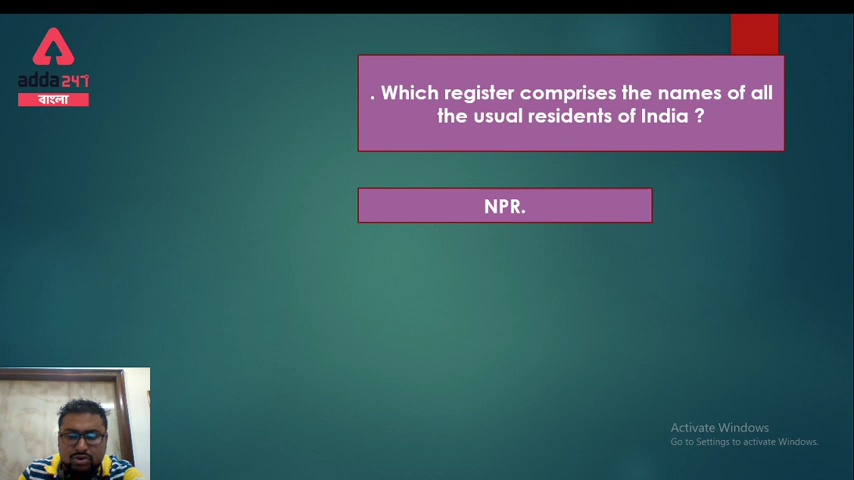 adda247
বাংলা
. Which register comprises the names of all
the usual residents of India ?
NPR.
Activate Windows
Go to Settings to activate Windows.